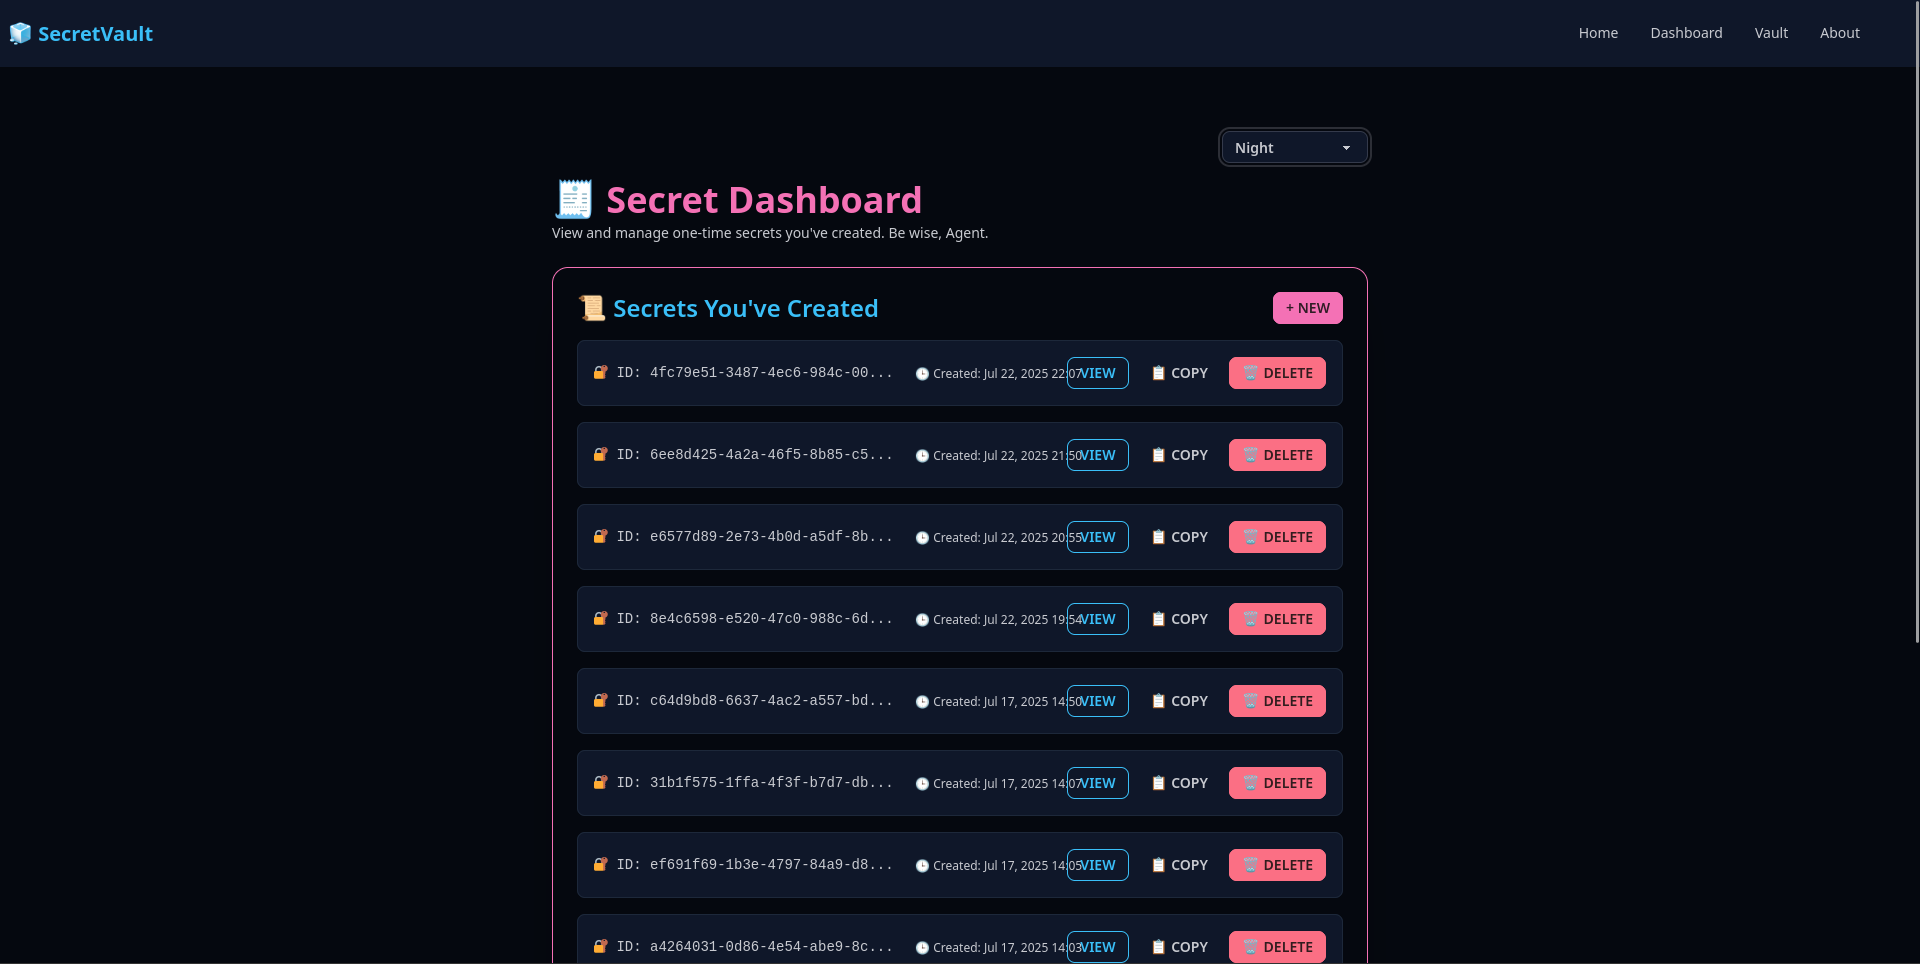 SecretVault
Home Dashboard Vault About
Night
Secret Dashboard
View and manage one-time secrets you've created. Be wise, Agent.
Secrets You've Created + NEW
ID: 4fc79e51-3487-4ec6-984c-00... Created: Jul 22, 2025 22:07 VIEW COPY DELETE
ID: 6ee8d425-4a2a-46f5-8b85-c5... Created: Jul 22, 2025 21:50 VIEW COPY DELETE
ID: e6577d89-2e73-4b0d-a5df-8b... Created: Jul 22, 2025 20:55 VIEW COPY DELETE
ID: 8e4c6598-e520-47c0-988c-6d... Created: Jul 22, 2025 19:54 VIEW COPY DELETE
ID: c64d9bd8-6637-4ac2-a557-bd... Created: Jul 17, 2025 14:50 VIEW COPY DELETE
ID: 31b1f575-1ffa-4f3f-b7d7-db... Created: Jul 17, 2025 14:07 VIEW COPY DELETE
ID: ef691f69-1b3e-4797-84a9-d8... Created: Jul 17, 2025 14:05 VIEW COPY DELETE
ID: a4264031-0d86-4e54-abe9-8c... Created: Jul 17, 2025 14:03 VIEW COPY DELETE